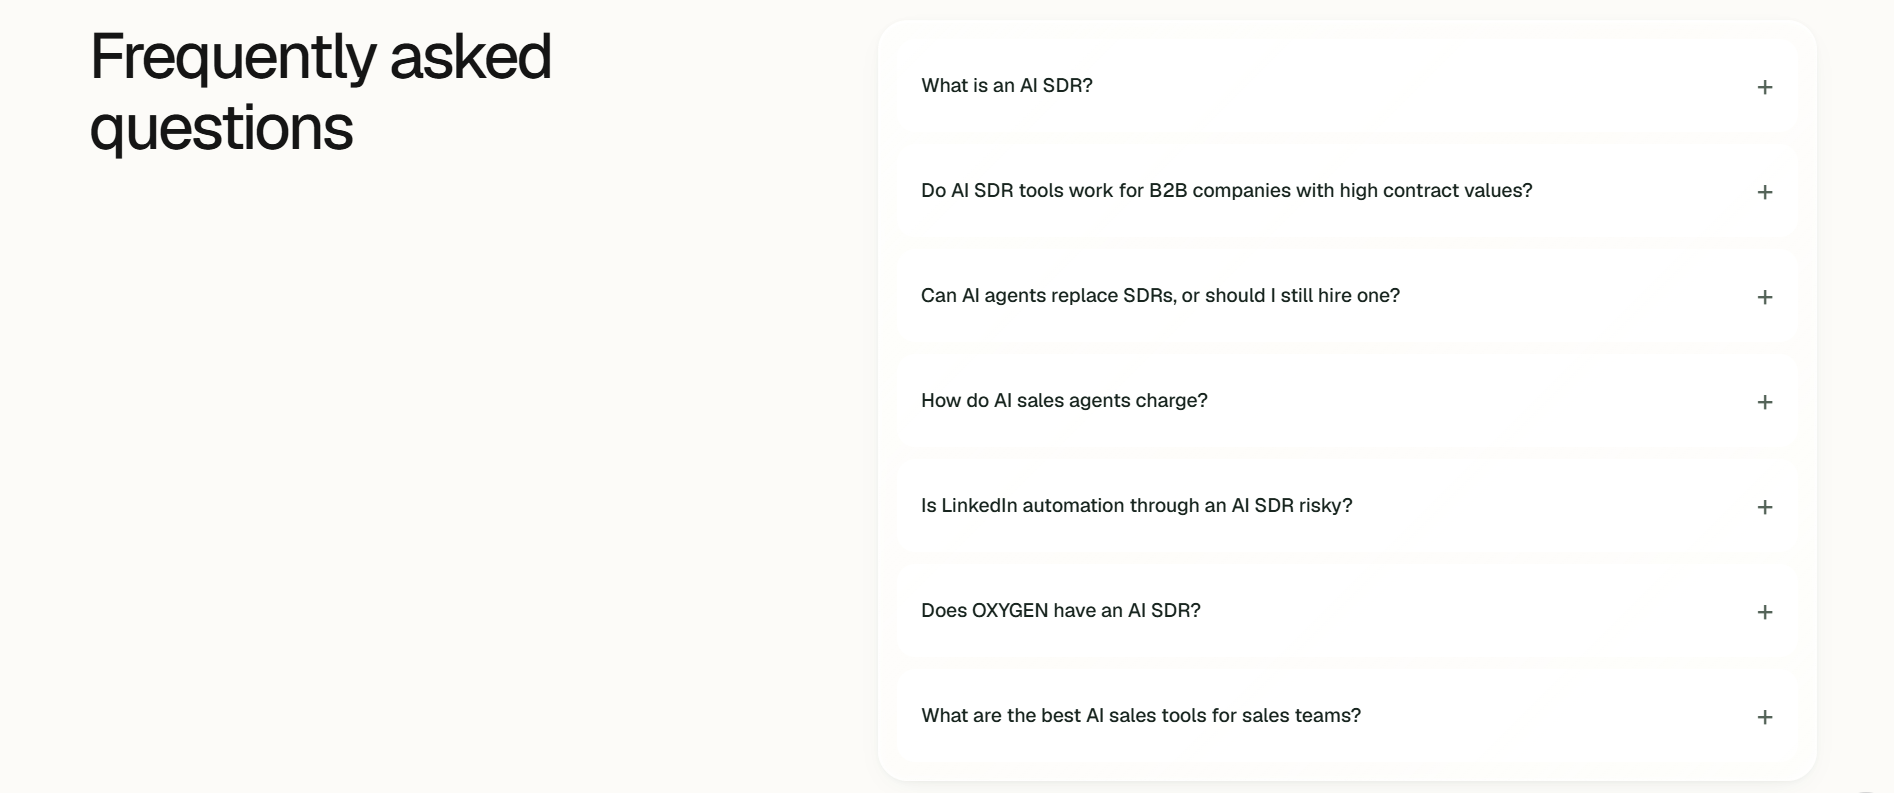 Frequently asked
questions
What is an AI SDR?
Do AI SDR tools work for B2B companies with high contract values?
Can AI agents replace SDRs, or should I still hire one?
How do AI sales agents charge?
Is LinkedIn automation through an AI SDR risky?
Does OXYGEN have an AI SDR?
What are the best AI sales tools for sales teams?